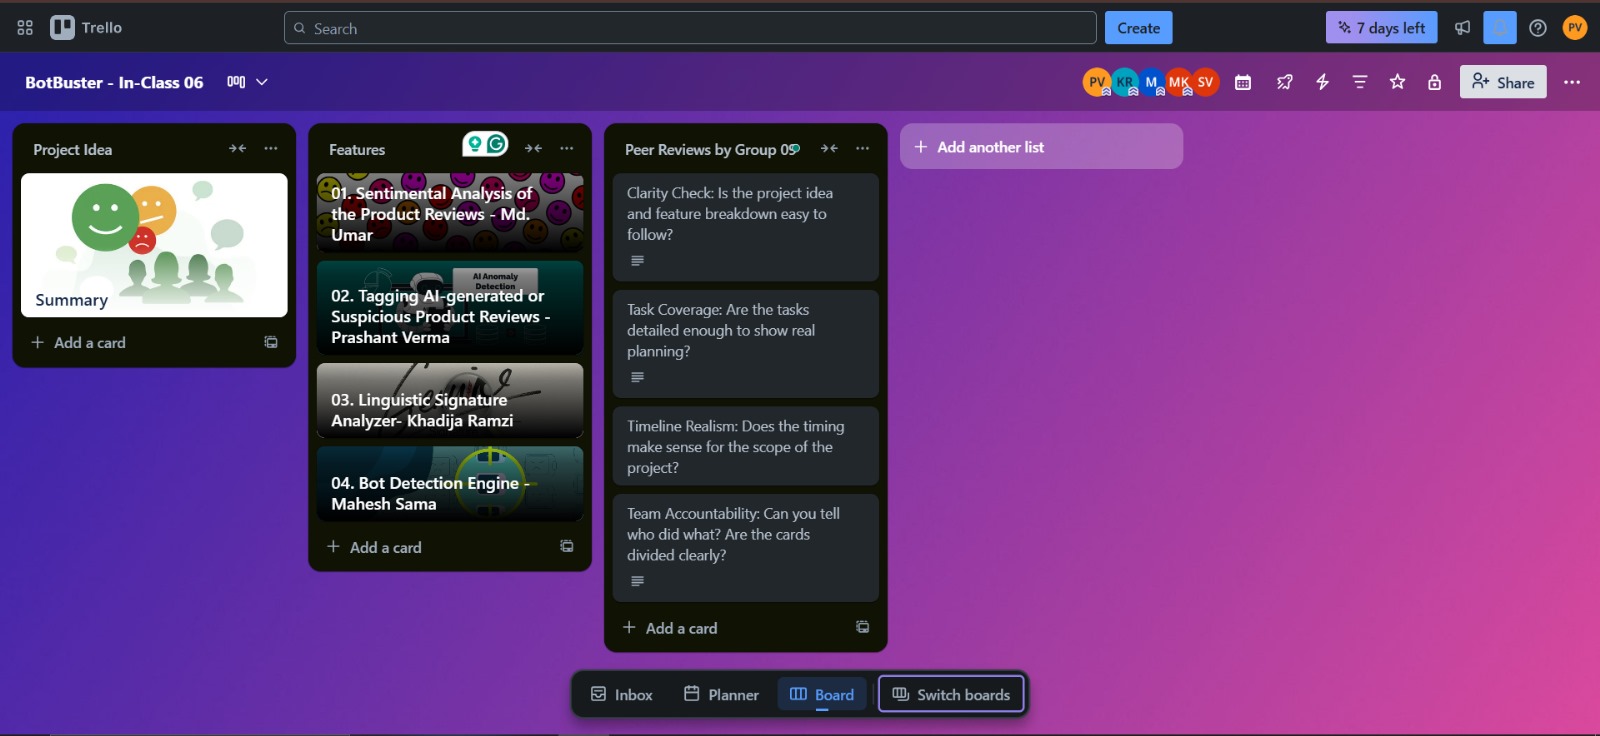 Trello
Search
Create
7 days left
PV
BotBuster - In-Class 06
PV
KR
M
MK
SV
Share
Project Idea
Summary
Add a card
Features
01. Sentimental Analysis of
the Product Reviews - Md.
Umar
AI Anomaly
Detection
02. Tagging AI-generated or
Suspicious Product Reviews -
Prashant Verma
03. Linguistic Signature
Analyzer- Khadija Ramzi
04. Bot Detection Engine -
Mahesh Sama
Add a card
Peer Reviews by Group 09
Clarity Check: Is the project idea
and feature breakdown easy to
follow?
Task Coverage: Are the tasks
detailed enough to show real
planning?
Timeline Realism: Does the timing
make sense for the scope of the
project?
Team Accountability: Can you tell
who did what? Are the cards
divided clearly?
Add a card
Add another list
Inbox
Planner
Board
Switch boards